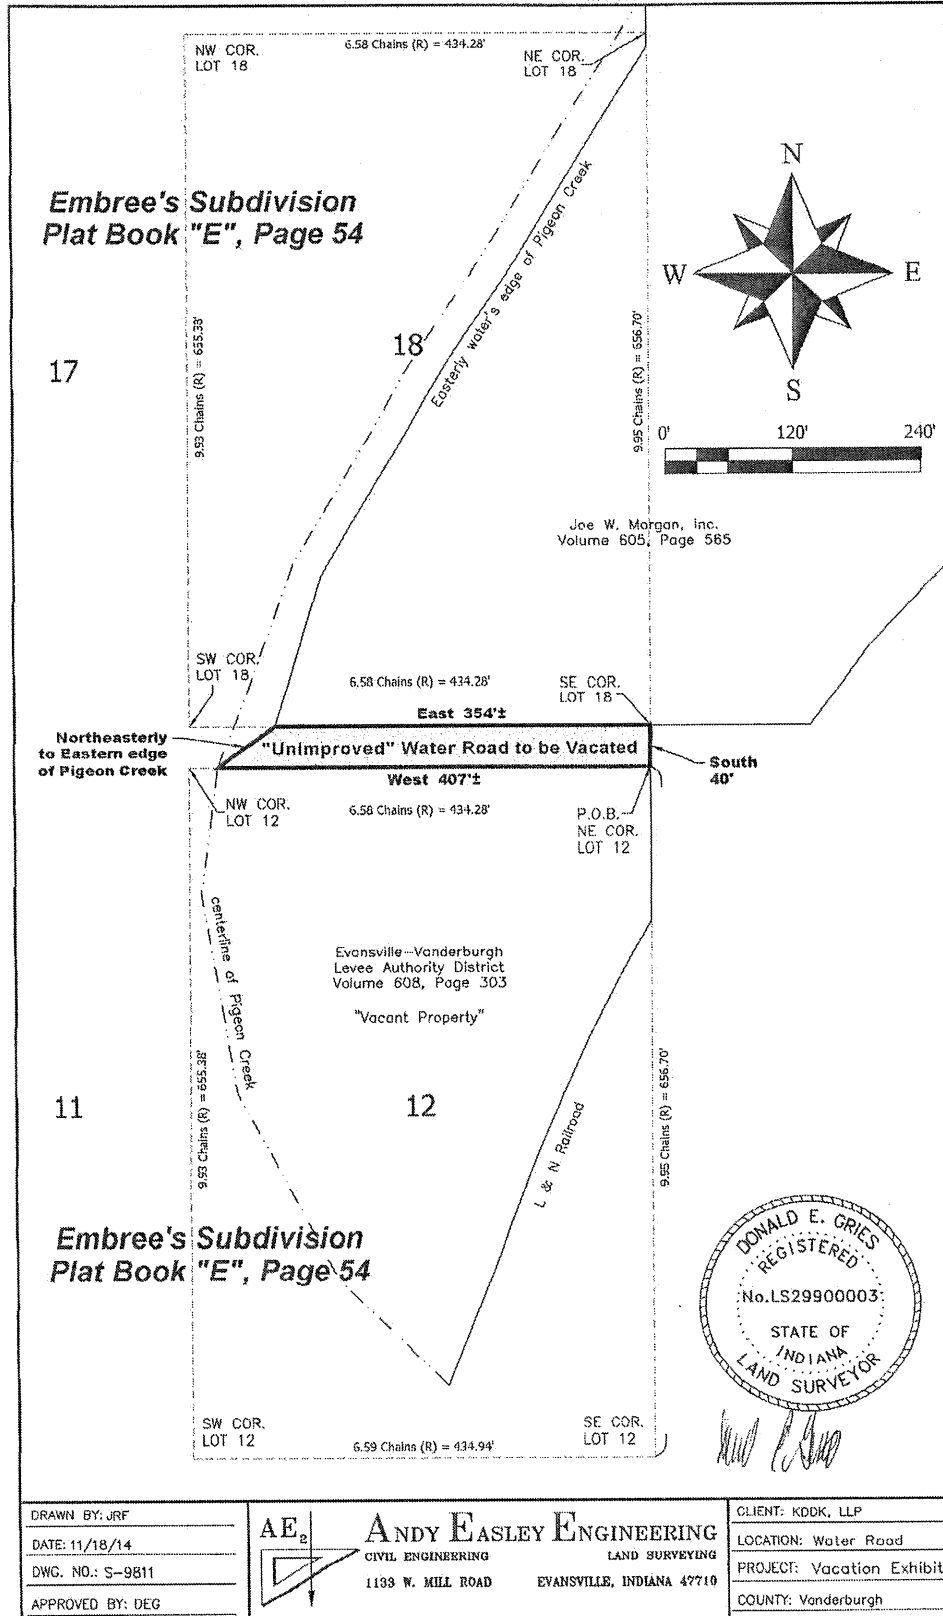 NW COR.
LOT 18
6.58 Chains (R) = 434.28'
NE COR.
LOT 18
Embree's Subdivision
Plat Book "E", Page 54
N
W
E
S
17
18
9.93 Chains (R) = 655.38'
Easterly water's edge of Pigeon Creek
9.95 Chains (R) = 656.70'
0'
120'
240'
Joe W. Morgan, Inc.
Volume 605, Page 565
SW COR.
LOT 18
6.58 Chains (R) = 434.28'
SE COR.
LOT 18
East 354'±
Northeasterly
to Eastern edge
of Pigeon Creek
"Unimproved" Water Road to be Vacated
South
40'
West 407'±
NW COR.
LOT 12
6.58 Chains (R) = 434.28'
P.O.B.
NE COR.
LOT 12
centerline of Pigeon Creek
Evansville-Vanderburgh
Levee Authority District
Volume 608, Page 303
"Vacant Property"
11
12
9.93 Chains (R) = 655.38'
L & N Railroad
9.95 Chains (R) = 656.70'
Embree's Subdivision
Plat Book "E", Page 54
DONALD E. GRIES
REGISTERED
No.LS29900003
STATE OF
INDIANA
LAND SURVEYOR
SW COR.
LOT 12
6.59 Chains (R) = 434.94'
SE COR.
LOT 12
DRAWN BY: JRF
DATE: 11/18/14
DWG. NO.: S-9811
APPROVED BY: DEG
AE2
ANDY EASLEY ENGINEERING
CIVIL ENGINEERING
LAND SURVEYING
1133 W. MILL ROAD
EVANSVILLE, INDIANA 47710
CLIENT: KDDK, LLP
LOCATION: Water Road
PROJECT: Vacation Exhibit
COUNTY: Vanderburgh